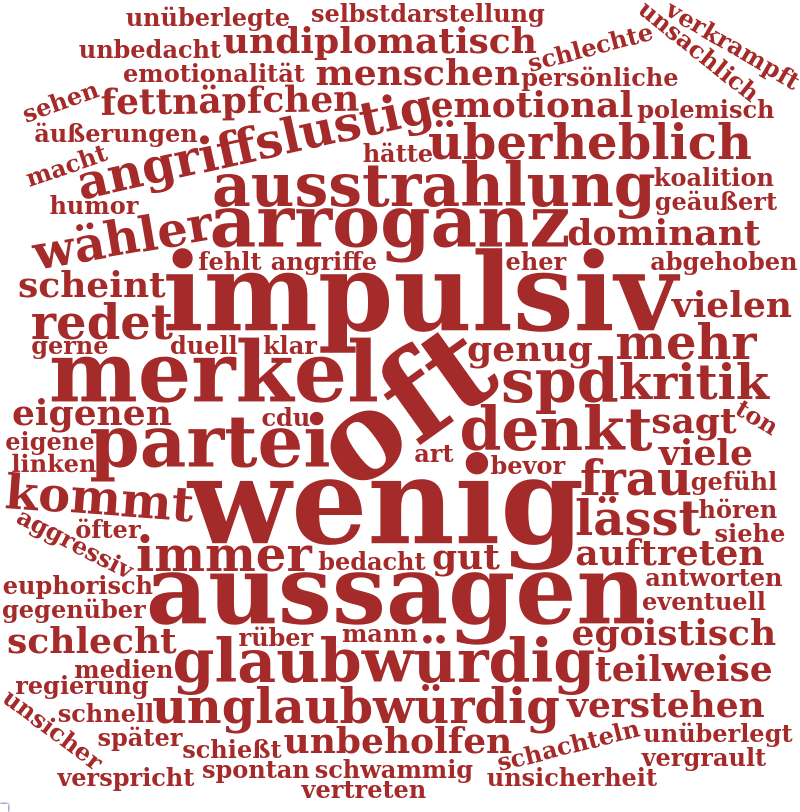 unüberlegte selbstdarstellung verkrampft
unbedacht undiplomatisch schlechte unsachlich
emotionalität menschen persönliche
sehen fettnäpfchen emotional polemisch
äußerungen angriffslustig hätte überheblich
macht ausstrahlung koalition
humor arroganz geäußert
wähler dominant
fehlt angriffe eher abgehoben
scheint impulsiv vielen
redet mehr
gerne duell klar genug
merkel oft spd kritik
eigenen cdu sagt ton
eigene partei denkt viele
linken art bevor frau gefühl
kommt wenig lässt hören
aggressiv öfter siehe
immer bedacht gut auftreten
euphorisch aussagen antworten
gegenüber eventuell
schlecht rüber mann egoistisch
medien glaubwürdig teilweise
regierung
unsicher schnell unglaubwürdig verstehen
später schießt unbeholfen schachteln unüberlegt
verspricht spontan schwammig unsicherheit vergrault
vertreten